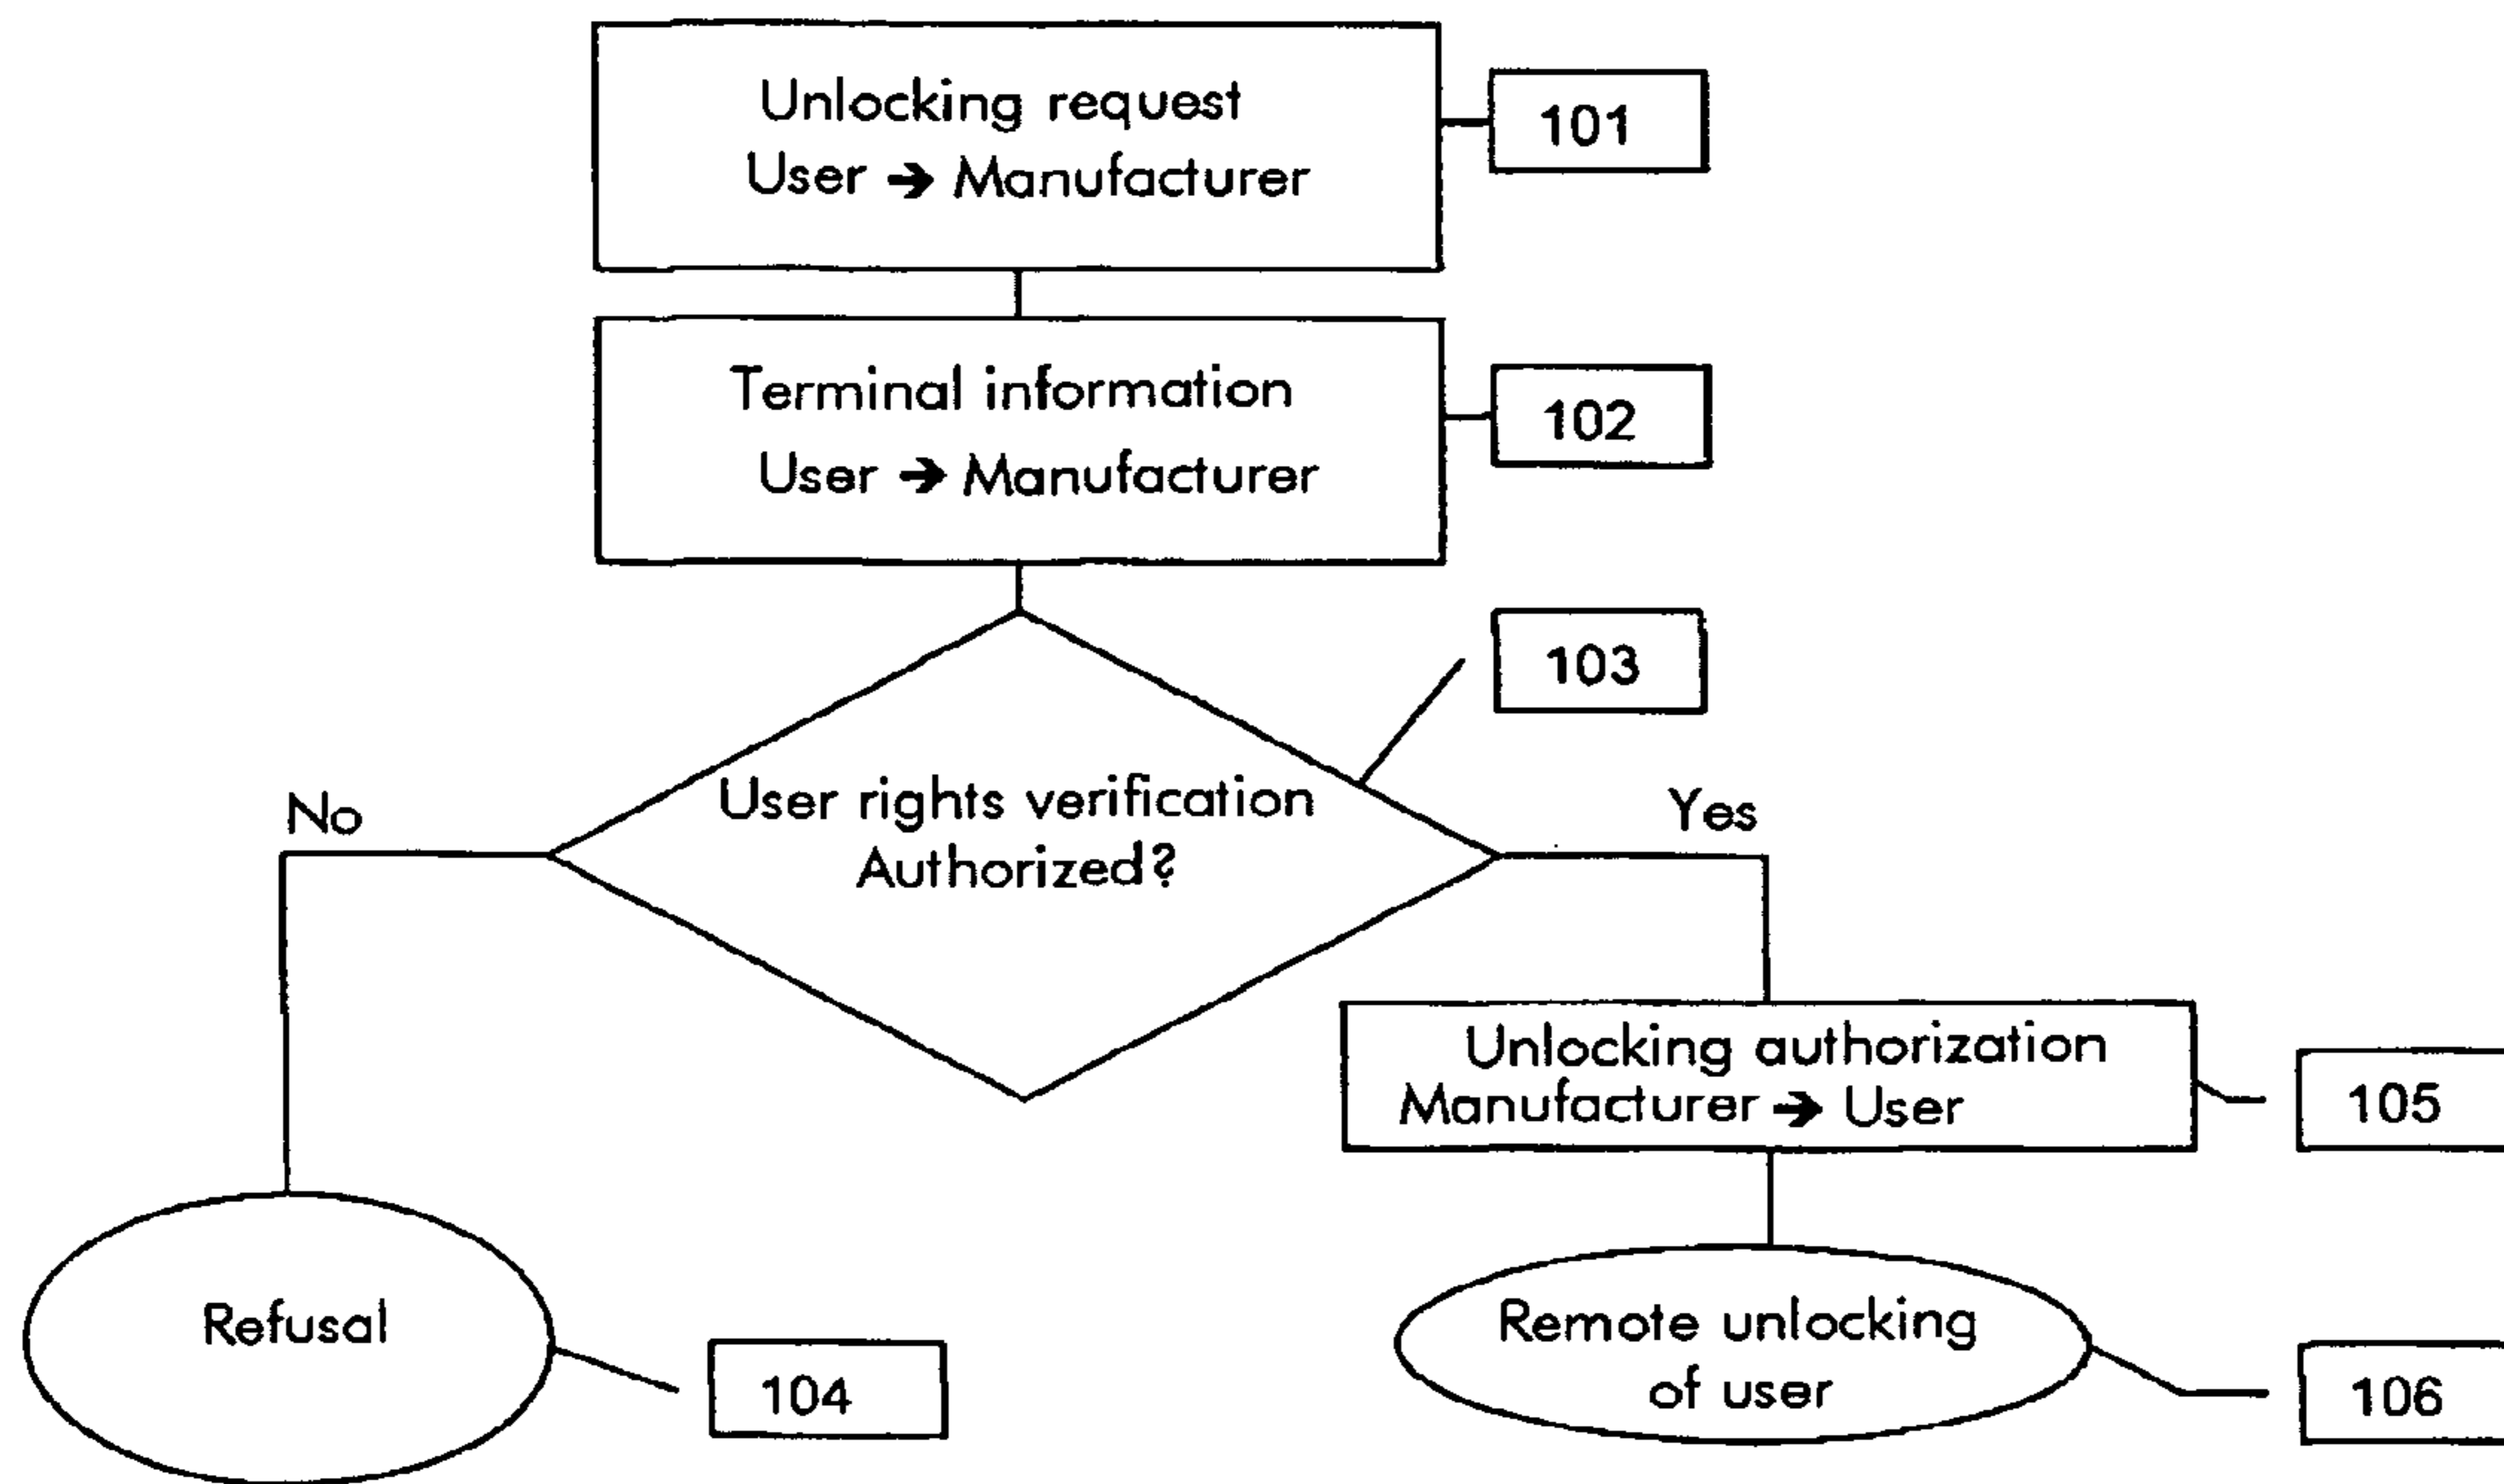 Unlocking request
User → Manufacturer
101
Terminal information
User → Manufacturer
102
103
User rights verification
Authorized?
No
Yes
Unlocking authorization
Manufacturer → User
105
Refusal
104
Remote unlocking
of user
106